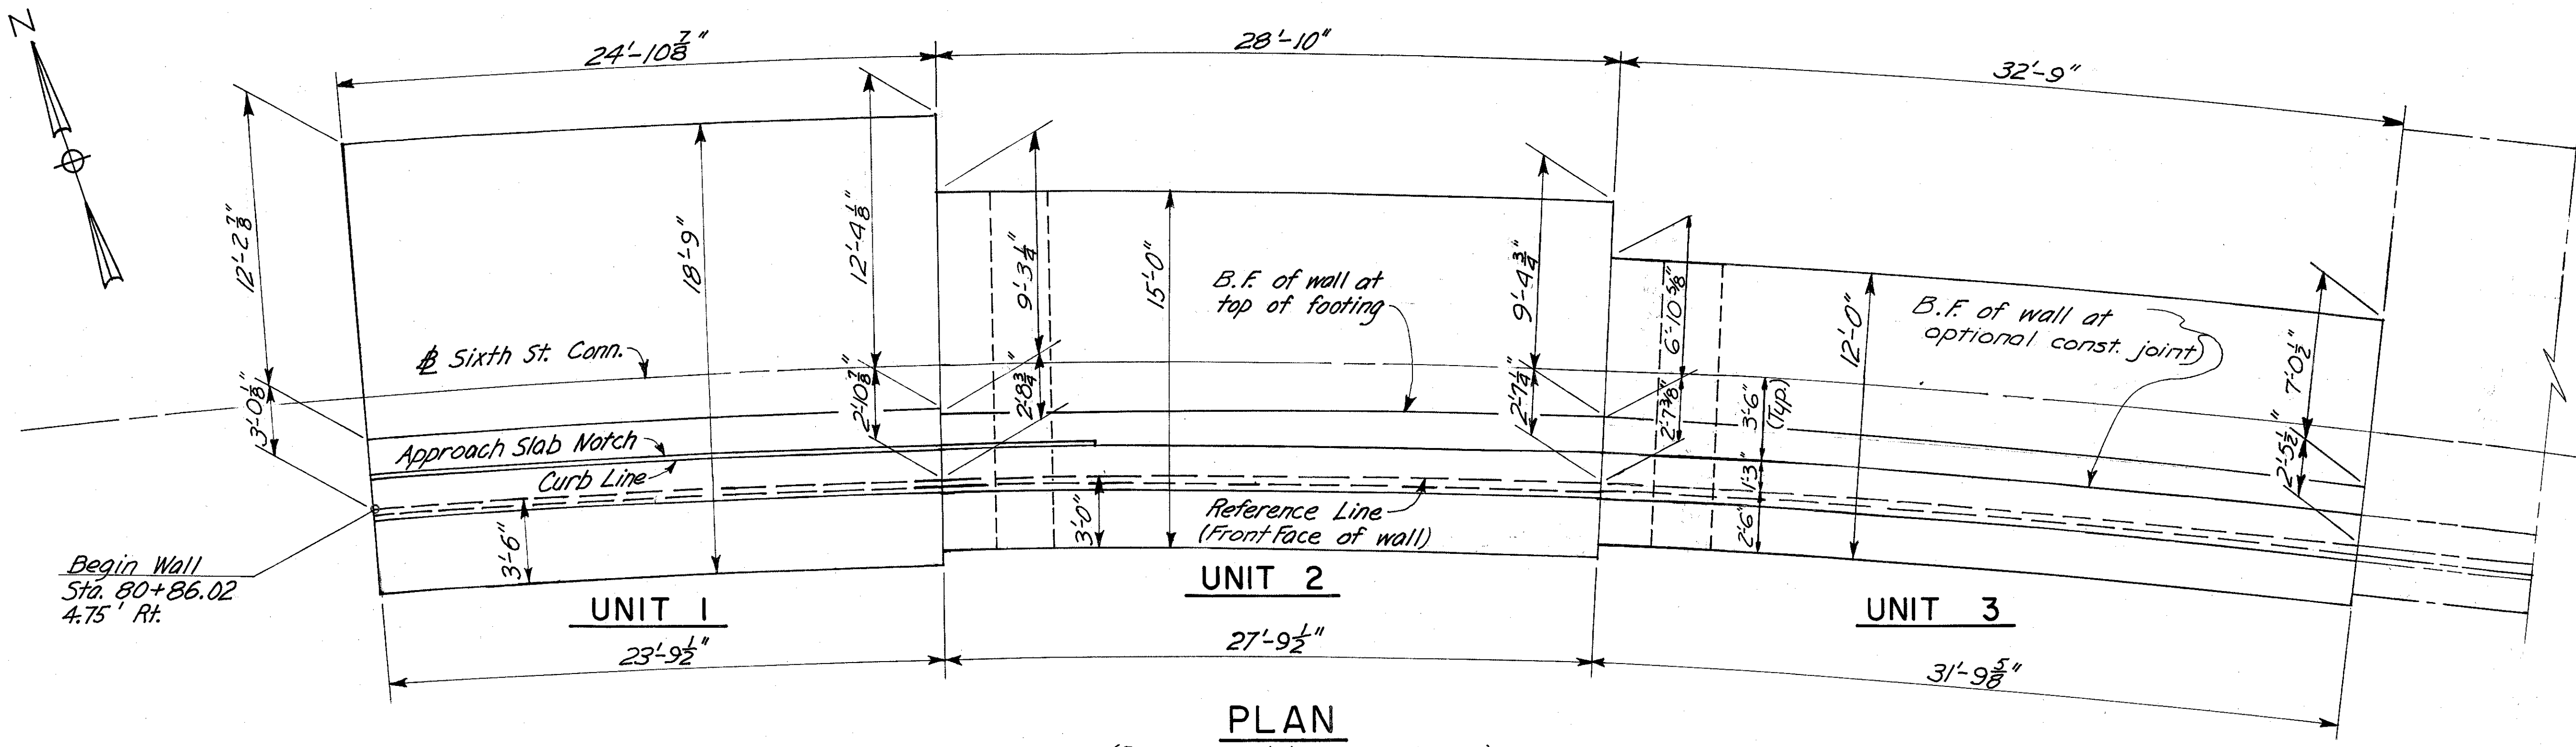 N
24'-10 7/8"
28'-10"
32'-9"
12'-2 7/8"
3'-0 1/8"
18'-9"
12'-4 1/8"
2'-10 7/8"
9'-3 1/4"
2'-8 3/4"
15'-0"
B.F. of wall at
top of footing
9'-4 3/4"
2'-7 1/4"
6'-10 5/8"
2'-7 3/8"
3'-6"
(Typ.)
1'-3"
2'-6"
12'-0"
B.F. of wall at
optional const. joint
7'-0 1/2"
2'-5 1/2"
℄ Sixth St. Conn.
Approach Slab Notch
Curb Line
3'-6"
3'-0"
Reference Line
(Front Face of wall)
Begin Wall
Sta. 80+86.02
4.75' Rt.
UNIT 1
UNIT 2
UNIT 3
23'-9 1/2"
27'-9 1/2"
31'-9 5/8"
PLAN